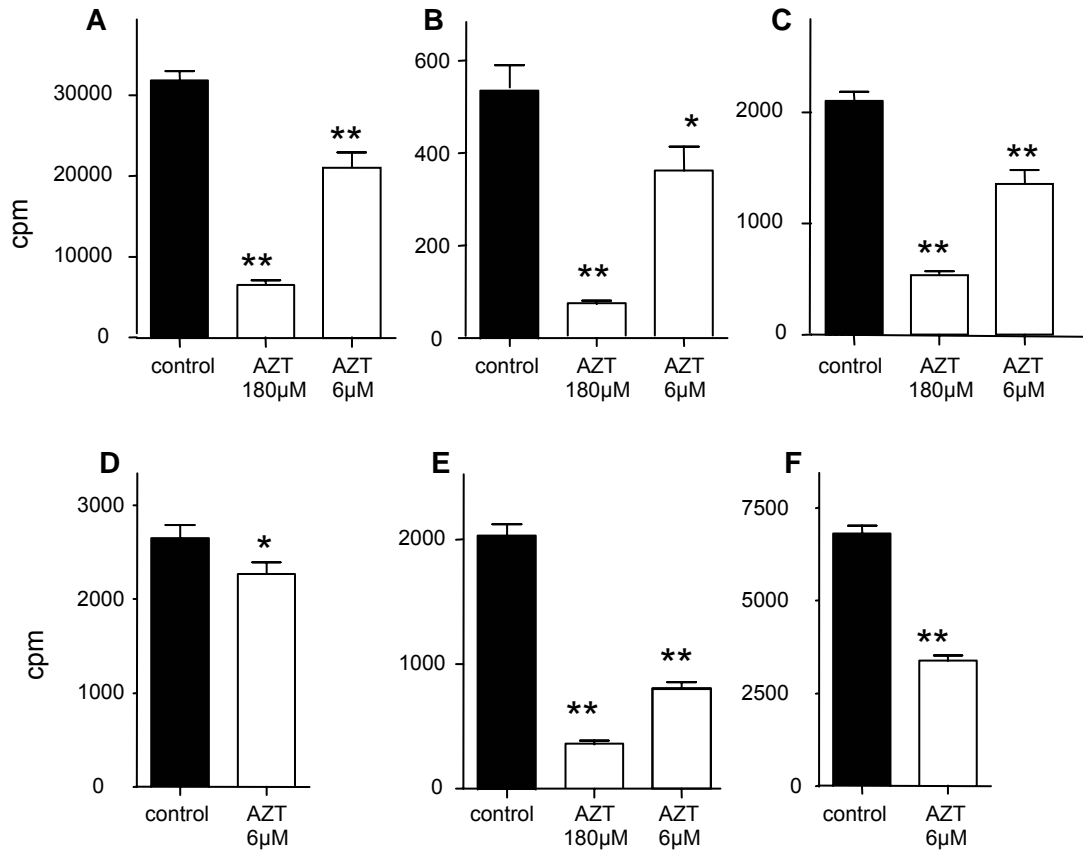 A
B
C
cpm
30000
20000
10000
0
**
**
control
AZT
180µM
AZT
6µM
600
400
200
0
**
*
control
AZT
180µM
AZT
6µM
2000
1000
0
**
**
control
AZT
180µM
AZT
6µM
D
E
F
cpm
3000
2000
1000
0
*
control
AZT
6µM
2000
1000
0
**
**
control
AZT
180µM
AZT
6µM
7500
5000
2500
0
**
control
AZT
6µM